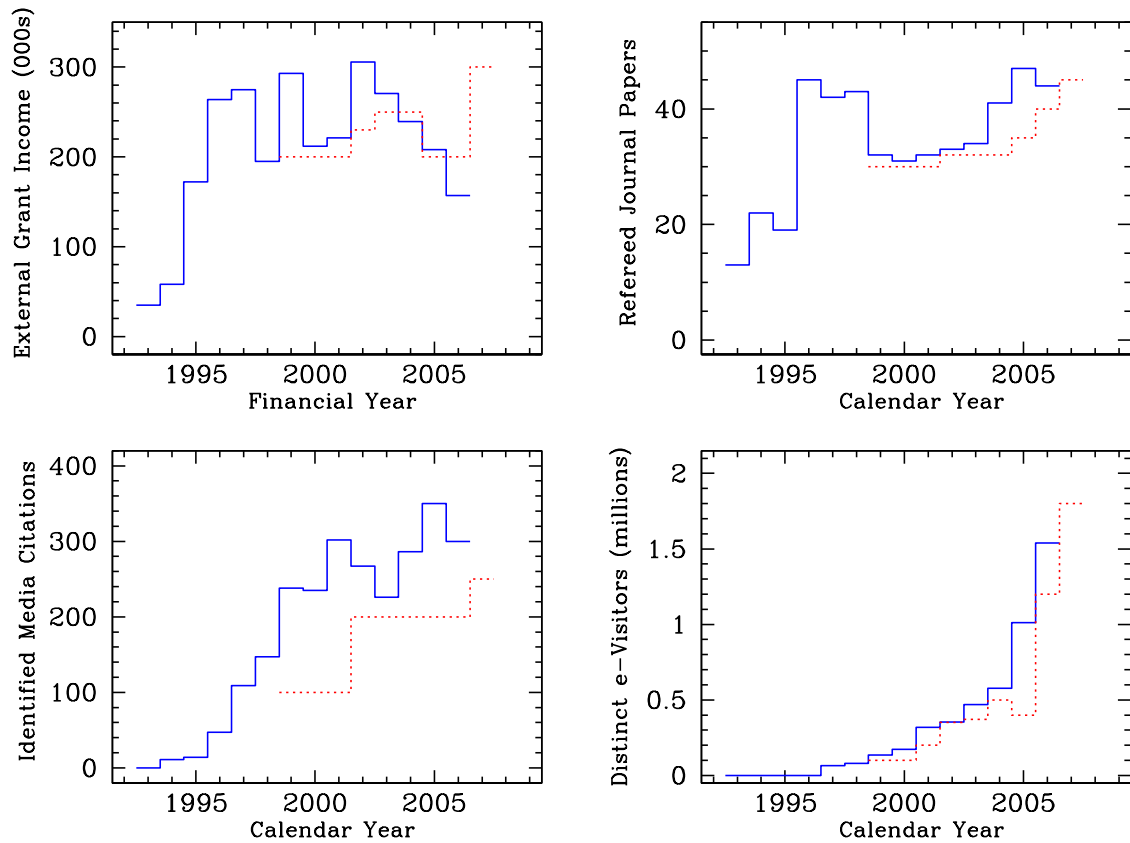 External Grant Income (000s)
300
200
100
0
1995 2000 2005
Financial Year
Refereed Journal Papers
40
20
0
1995 2000 2005
Calendar Year
Identified Media Citations
400
300
200
100
0
1995 2000 2005
Calendar Year
Distinct e-Visitors (millions)
2
1.5
1
0.5
0
1995 2000 2005
Calendar Year